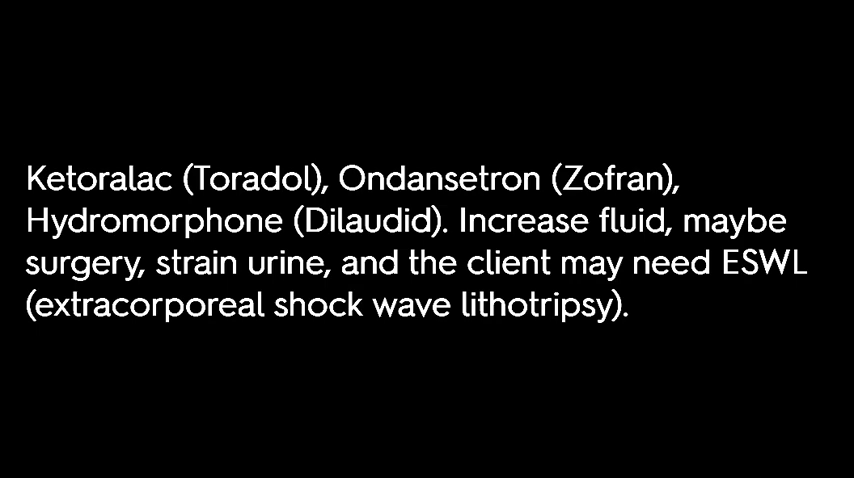 Ketoralac (Toradol), Ondansetron (Zofran),
Hydromorphone (Dilaudid). Increase fluid, maybe
surgery, strain urine, and the client may need ESWL
(extracorporeal shock wave lithotripsy).